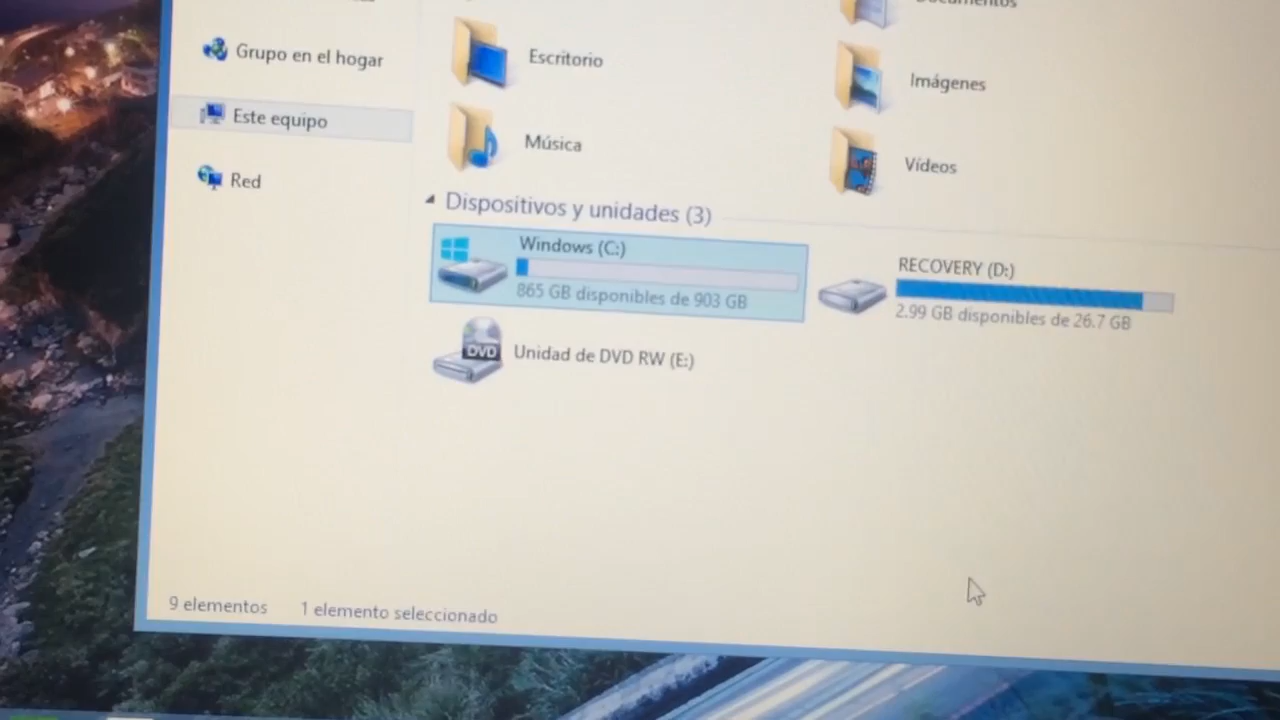 Documentos
Grupo en el hogar
Escritorio
Imágenes
Este equipo
Música
Vídeos
Red
Dispositivos y unidades (3)
Windows (C:)
865 GB disponibles de 903 GB
RECOVERY (D:)
2.99 GB disponibles de 26.7 GB
DVD
Unidad de DVD RW (E:)
9 elementos
1 elemento seleccionado